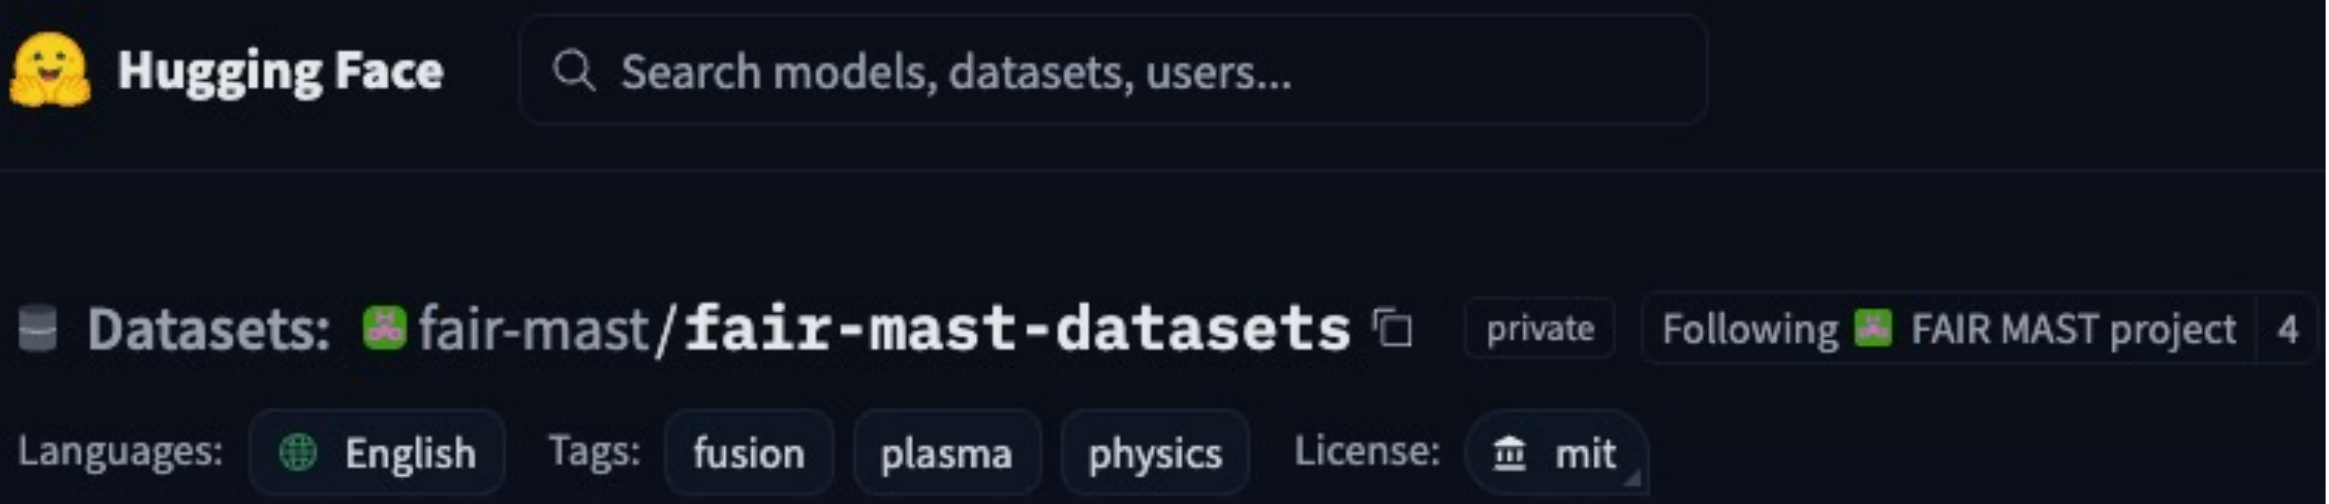 Hugging Face Search models, datasets, users...
Datasets: fair-mast/fair-mast-datasets private Following FAIR MAST project 4
Languages: English Tags: fusion plasma physics License: mit